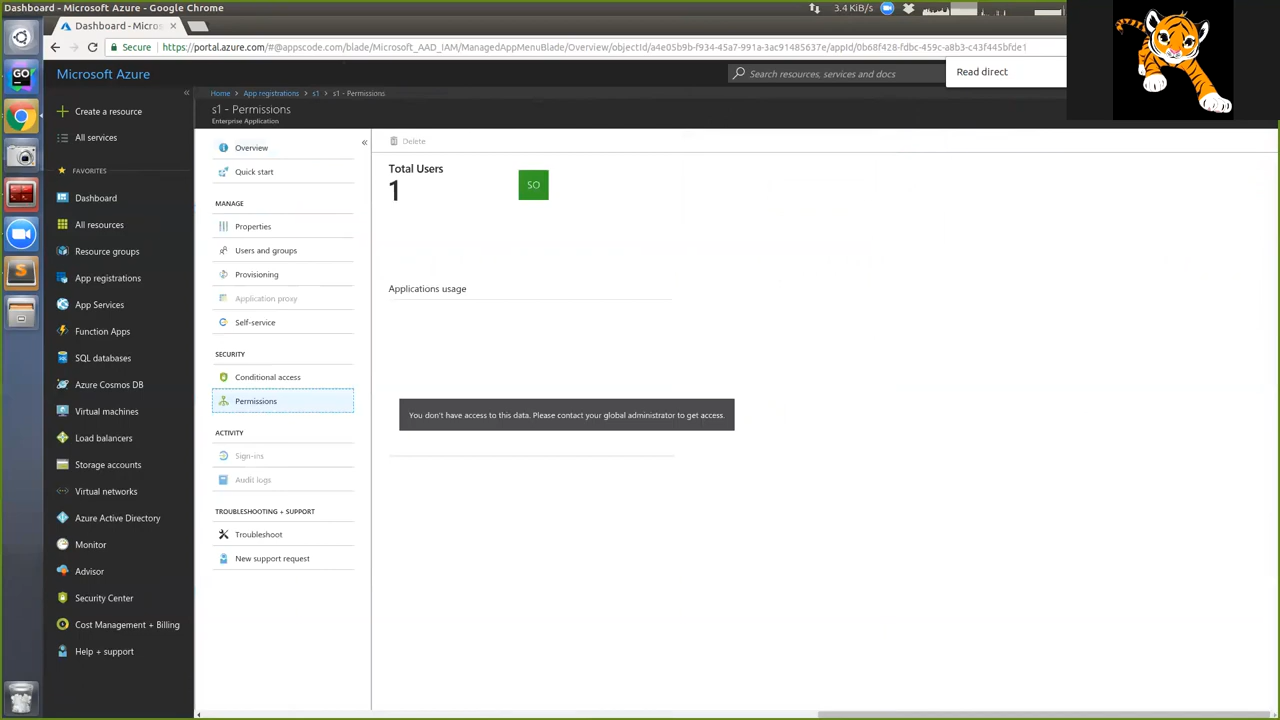 Dashboard - Microsoft Azure - Google Chrome
3.4 KiB/s
Dashboard - Micros
Secure
https://portal.azure.com/#@appscode.com/blade/Microsoft_AAD_IAM/ManagedAppMenuBlade/Overview/objectId/a4e05b9b-f934-45a7-991a-3ac91485637e/appId/0b68f428-fdbc-459c-a8b3-c43f445bfde1
Microsoft Azure
Search resources, services and docs
Read direct
Home
App registrations
s1
s1 - Permissions
s1 - Permissions
Enterprise Application
Create a resource
All services
FAVORITES
Dashboard
All resources
Resource groups
App registrations
App Services
Function Apps
SQL databases
Azure Cosmos DB
Virtual machines
Load balancers
Storage accounts
Virtual networks
Azure Active Directory
Monitor
Advisor
Security Center
Cost Management + Billing
Help + support
Overview
Quick start
MANAGE
Properties
Users and groups
Provisioning
Application proxy
Self-service
SECURITY
Conditional access
Permissions
ACTIVITY
Sign-ins
Audit logs
TROUBLESHOOTING + SUPPORT
Troubleshoot
New support request
Delete
Total Users
1
SO
Applications usage
You don't have access to this data. Please contact your global administrator to get access.
GO
S